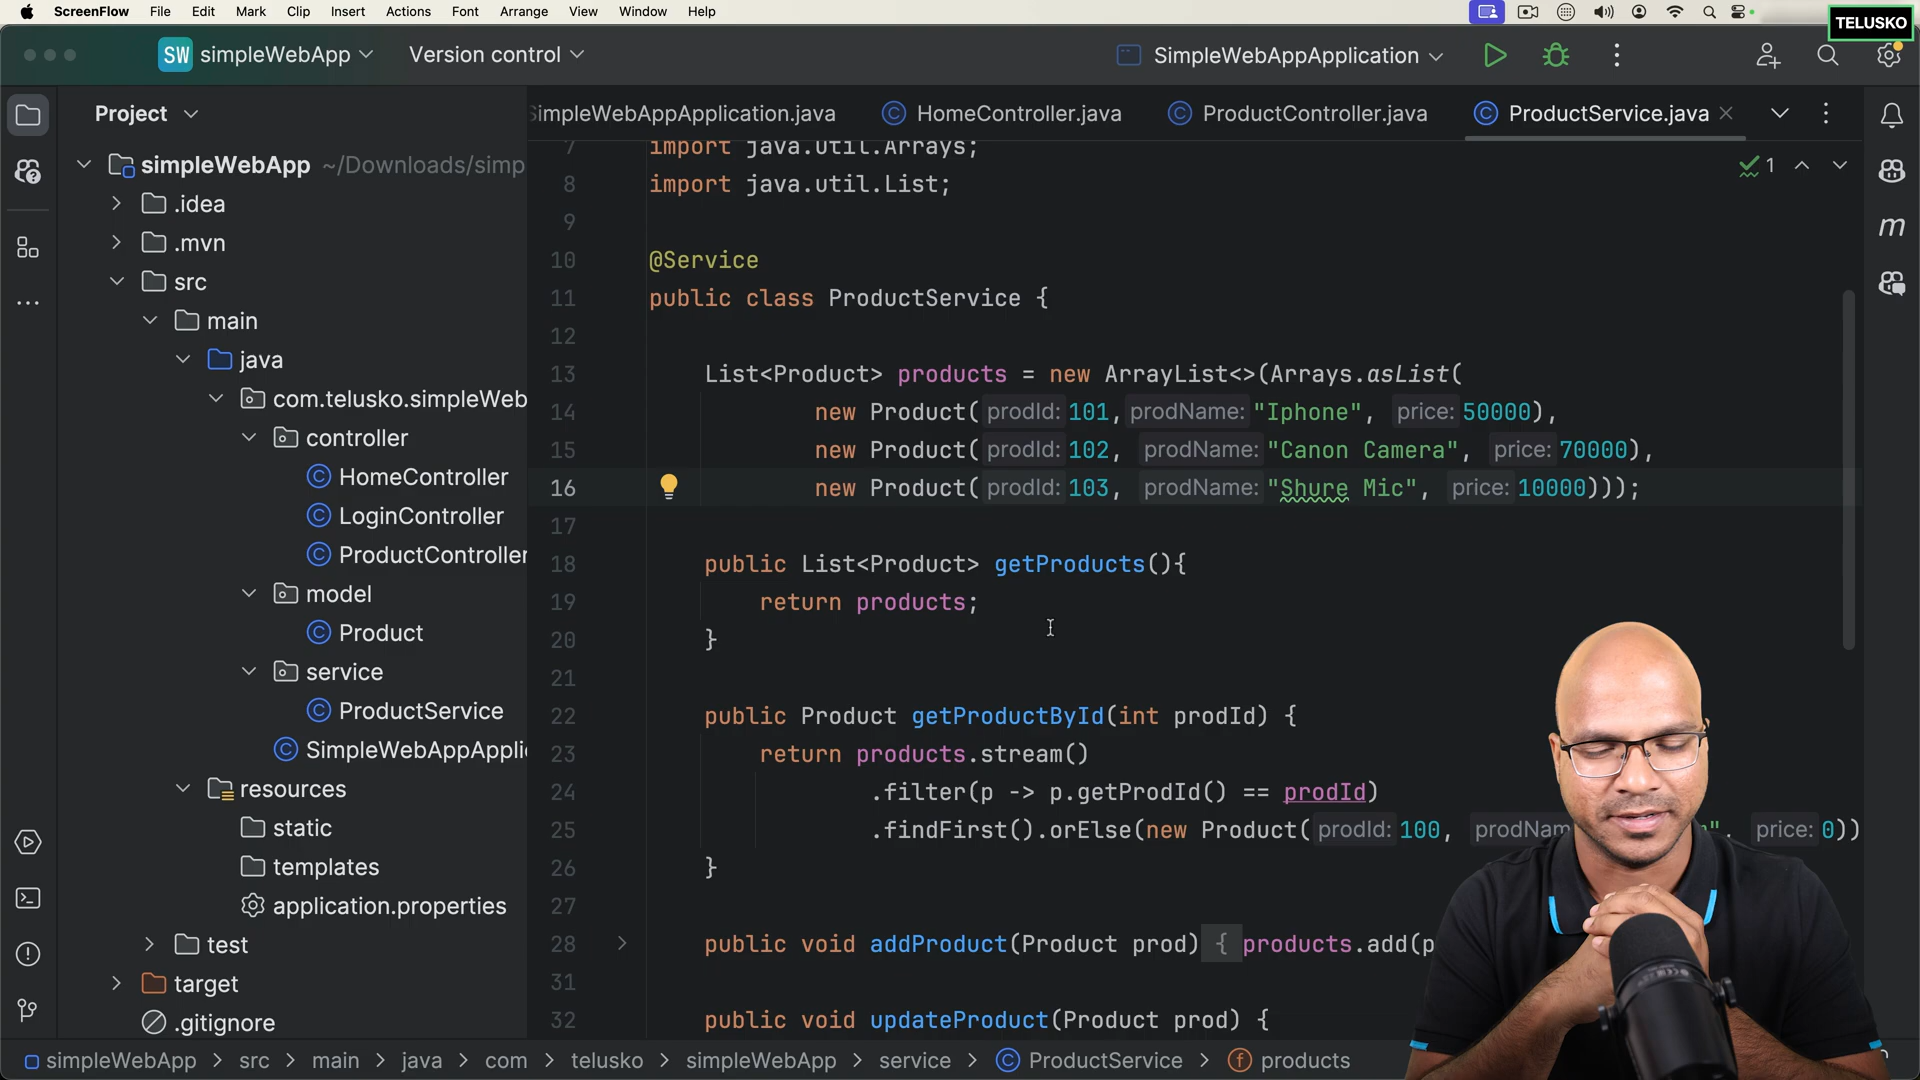 ScreenFlow File Edit Mark Clip Insert Actions Font Arrange View Window Help
TELUSKO
SW simpleWebApp Version control SimpleWebAppApplication
Project
simpleWebApp ~/Downloads/simp
.idea
.mvn
src
main
java
com.telusko.simpleWeb
controller
HomeController
LoginController
ProductController
model
Product
service
ProductService
SimpleWebAppAppli
resources
static
templates
application.properties
test
target
.gitignore
SimpleWebAppApplication.java HomeController.java ProductController.java ProductService.java
1
7 import java.util.Arrays;
8 import java.util.List;
9
10 @Service
11 public class ProductService {
12
13 List<Product> products = new ArrayList<>(Arrays.asList(
14 new Product( prodId: 101, prodName: "Iphone", price: 50000),
15 new Product( prodId: 102, prodName: "Canon Camera", price: 70000),
16 new Product( prodId: 103, prodName: "Shure Mic", price: 10000)));
17
18 public List<Product> getProducts(){
19 return products;
20 }
21
22 public Product getProductById(int prodId) {
23 return products.stream()
24 .filter(p -> p.getProdId() == prodId)
25 .findFirst().orElse(new Product( prodId: 100, prodNam ", price: 0))
26 }
27
28 public void addProduct(Product prod) { products.add(p
31
32 public void updateProduct(Product prod) {
m
simpleWebApp > src > main > java > com > telusko > simpleWebApp > service > ProductService > products